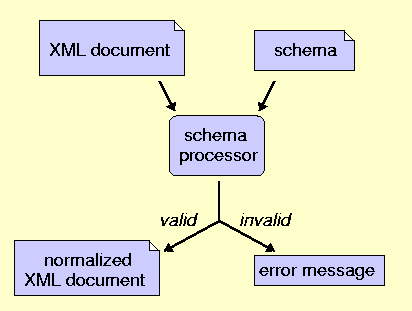 XML document
schema
schema
processor
valid
invalid
normalized
XML document
error message